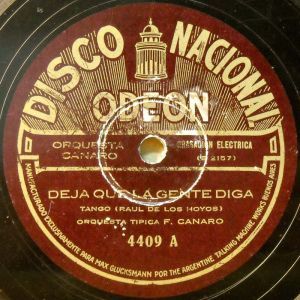 DISCO NACIONAL
ODEON
ORQUESTA CANARO
GRABACION ELECTRICA
(e 2157)
DEJA QUE LA GENTE DIGA
TANGO (RAUL DE LOS HOYOS)
ORQUESTA TIPICA F. CANARO
4409 A
MANUFACTURADO EXCLUSIVAMENTE PARA MAX GLÜCKSMANN POR THE ARGENTINE TALKING MACHINE WORKS BUENOS AIRES